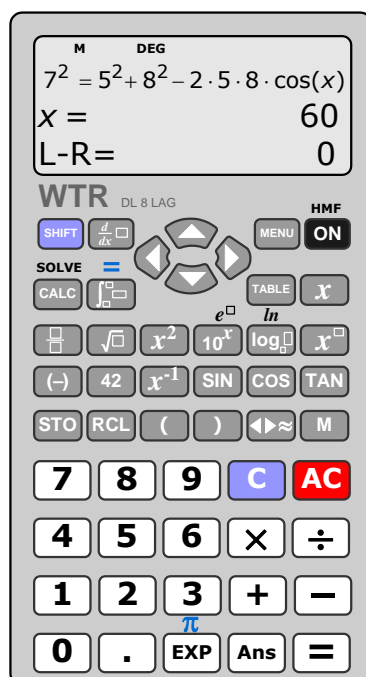 M DEG
7² = 5² + 8² − 2 · 5 · 8 · cos(x)
x = 60
L-R= 0
WTR DL 8 LAG
HMF
SHIFT d/dx □ MENU ON
SOLVE =
CALC ∫□ TABLE x
e□ ln
□/□ √□ x² 10ˣ log□□ x□
(–) 42 x⁻¹ SIN COS TAN
STO RCL ( ) ◀▶≈ M
7 8 9 C AC
4 5 6 × ÷
1 2 3 + −
π
0 . EXP Ans =